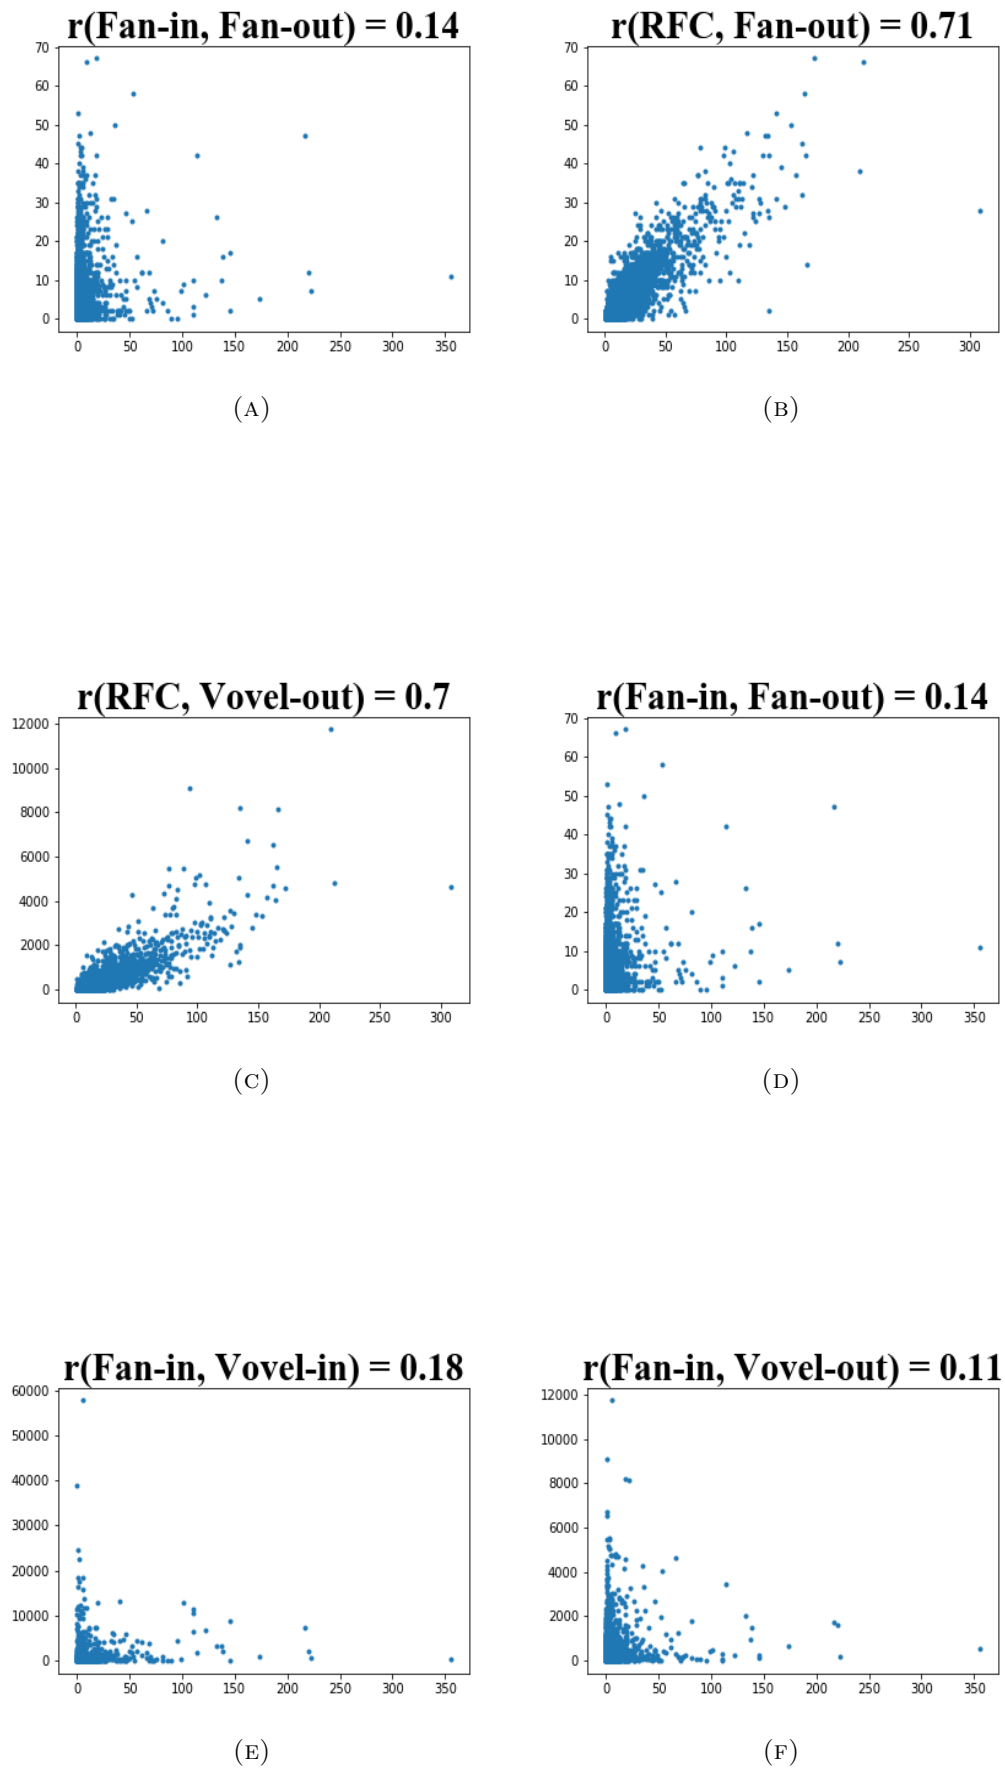 r(Fan-in, Fan-out) = 0.14
70
60
50
40
30
20
10
0
0 50 100 150 200 250 300 350
(A)
r(RFC, Fan-out) = 0.71
70
60
50
40
30
20
10
0
0 50 100 150 200 250 300
(B)
r(RFC, Vovel-out) = 0.7
12000
10000
8000
6000
4000
2000
0
0 50 100 150 200 250 300
(C)
r(Fan-in, Fan-out) = 0.14
70
60
50
40
30
20
10
0
0 50 100 150 200 250 300 350
(D)
r(Fan-in, Vovel-in) = 0.18
60000
50000
40000
30000
20000
10000
0
0 50 100 150 200 250 300 350
(E)
r(Fan-in, Vovel-out) = 0.11
12000
10000
8000
6000
4000
2000
0
0 50 100 150 200 250 300 350
(F)